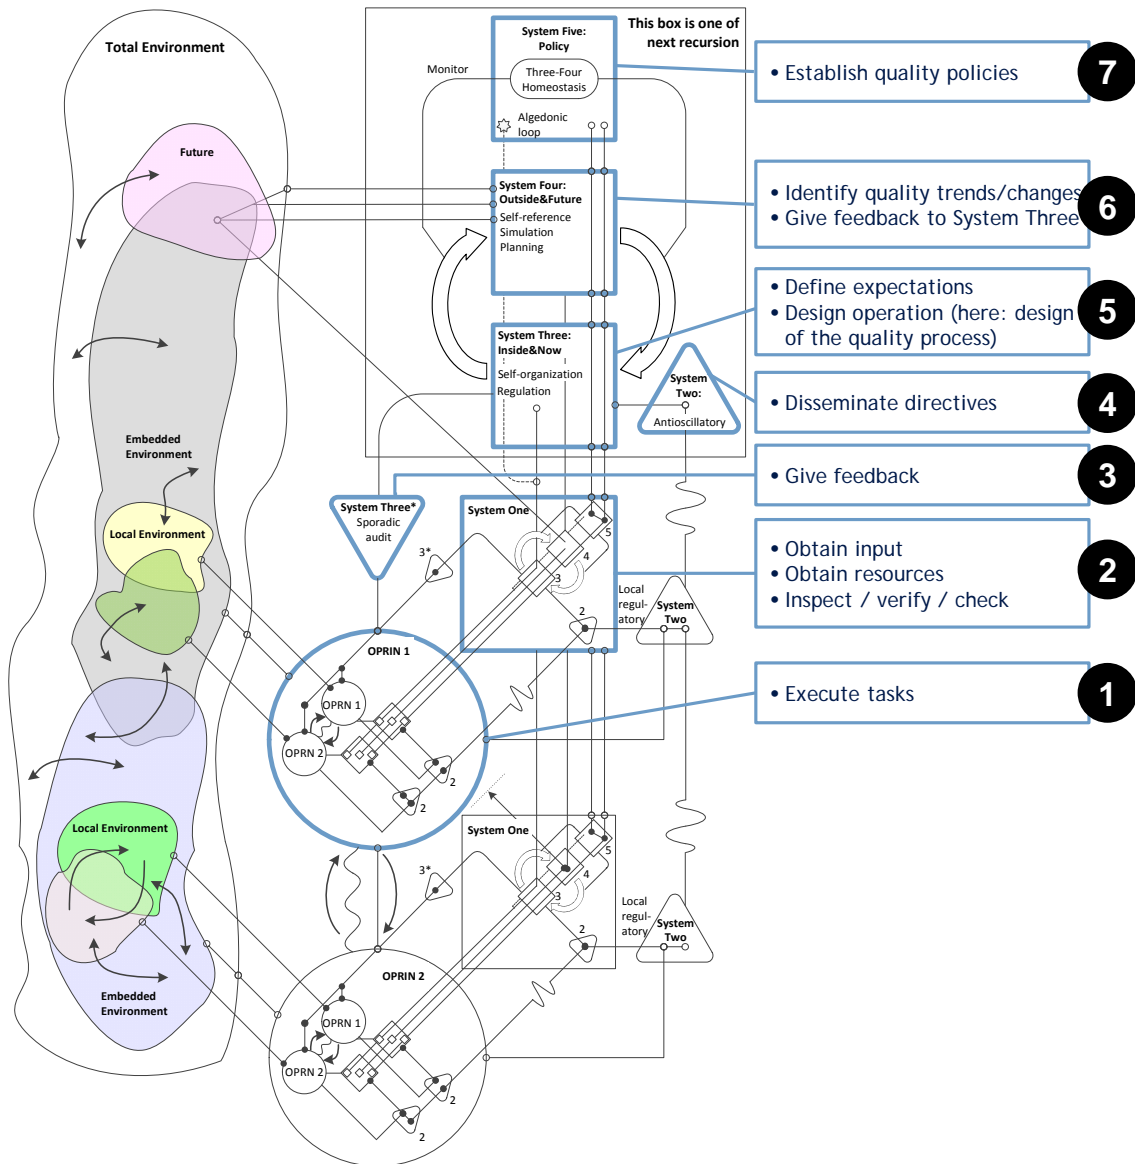 Total Environment
This box is one of
next recursion
System Five:
Policy
Monitor
Three-Four
Homeostasis
Algedonic
loop
• Establish quality policies
7
Future
System Four:
Outside&Future
Self-reference
Simulation
Planning
• Identify quality trends/changes
• Give feedback to System Three
6
System Three:
Inside&Now
Self-organization
Regulation
• Define expectations
• Design operation (here: design
of the quality process)
5
System
Two:
Antioscillatory
• Disseminate directives
4
Embedded
Environment
• Give feedback
3
System Three*
Sporadic
audit
System One
Local Environment
3*
5
4
3
2
• Obtain input
• Obtain resources
• Inspect / verify / check
2
Local
regul-
atory
System
Two
OPRIN 1
OPRN 1
OPRN 2
2
2
• Execute tasks
1
Local Environment
System One
3*
5
4
3
2
Local
regul-
atory
System
Two
Embedded
Environment
OPRIN 2
OPRN 1
OPRN 2
2
2